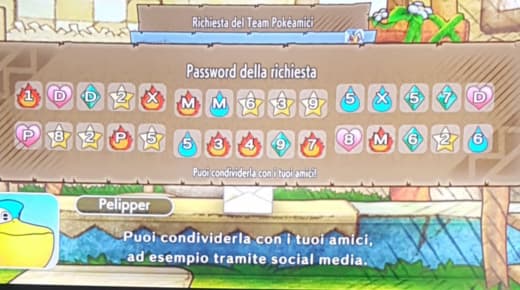 Richiesta del Team Pokéamici
Password della richiesta
1 D D 2 X M M 6 3 9 5 X 5 7 D
P 8 2 P 5 5 3 4 9 7 8 M 6 2 6
Puoi condividerla con i tuoi amici!
Pelipper
Puoi condividerla con i tuoi amici,
ad esempio tramite social media.